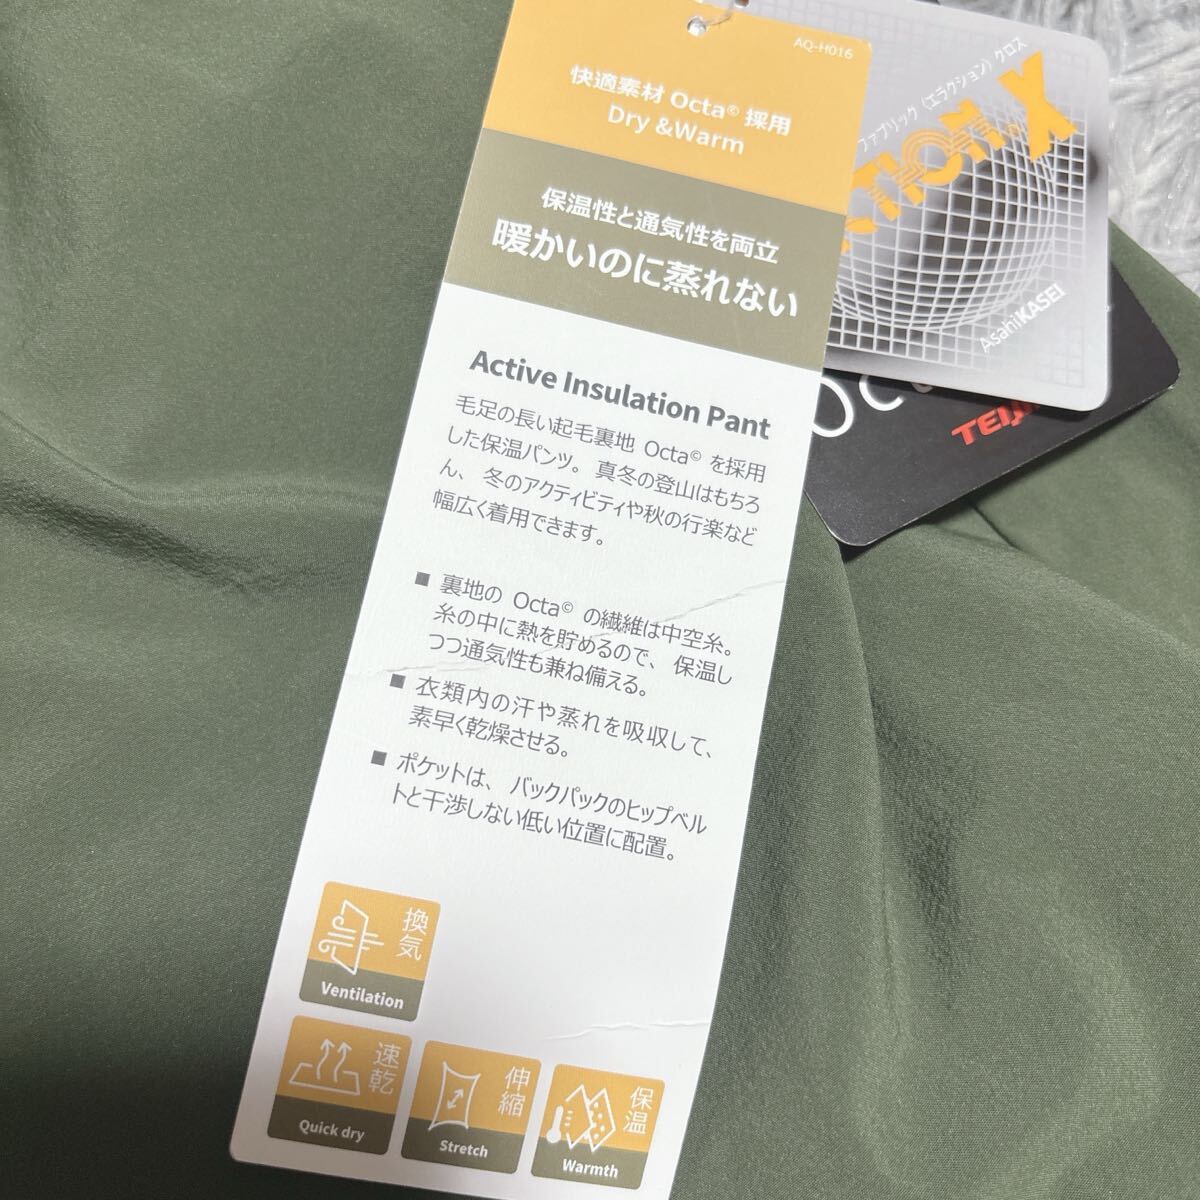 AQ-H016
快適素材 Octa© 採用
Dry &Warm
保温性と通気性を両立
暖かいのに蒸れない
Active Insulation Pant
毛足の長い起毛裏地 Octa© を採用
した保温パンツ。真冬の登山はもちろ
ん、冬のアクティビティや秋の行楽など
幅広く着用できます。
■ 裏地の Octa© の繊維は中空糸。
糸の中に熱を貯めるので、保温し
つつ通気性も兼ね備える。
■ 衣類内の汗や蒸れを吸収して、
素早く乾燥させる。
■ ポケットは、バックパックのヒップベル
トと干渉しない低い位置に配置。
換気
Ventilation
速乾
Quick dry
伸縮
Stretch
保温
Warmth
ファブリック〈エラクション〉クロス
AsahiKASEI